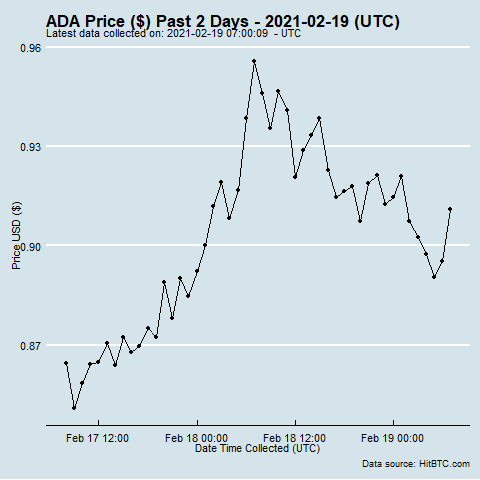 ADA Price ($) Past 2 Days - 2021-02-19 (UTC)
Latest data collected on: 2021-02-19 07:00:09 - UTC
0.96
0.93
0.90
0.87
Price USD ($)
Feb 17 12:00
Feb 18 00:00
Feb 18 12:00
Feb 19 00:00
Date Time Collected (UTC)
Data source: HitBTC.com